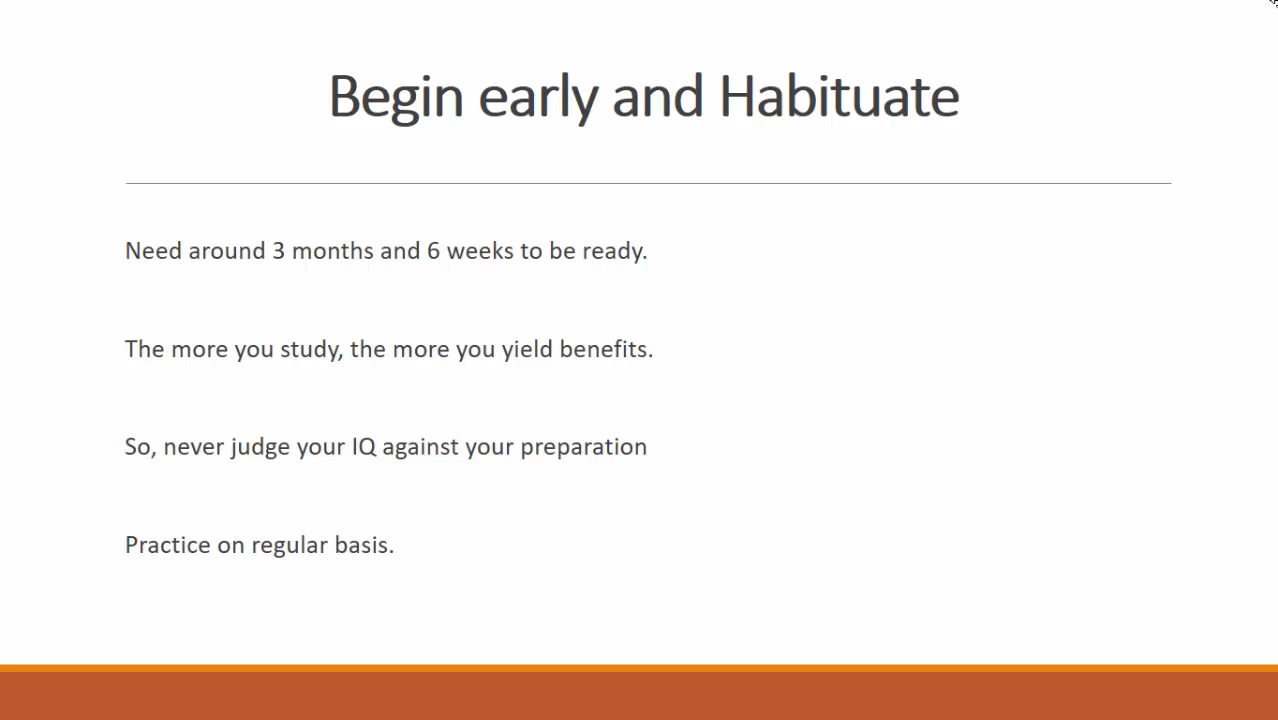 Begin early and Habituate
Need around 3 months and 6 weeks to be ready.
The more you study, the more you yield benefits.
So, never judge your IQ against your preparation
Practice on regular basis.